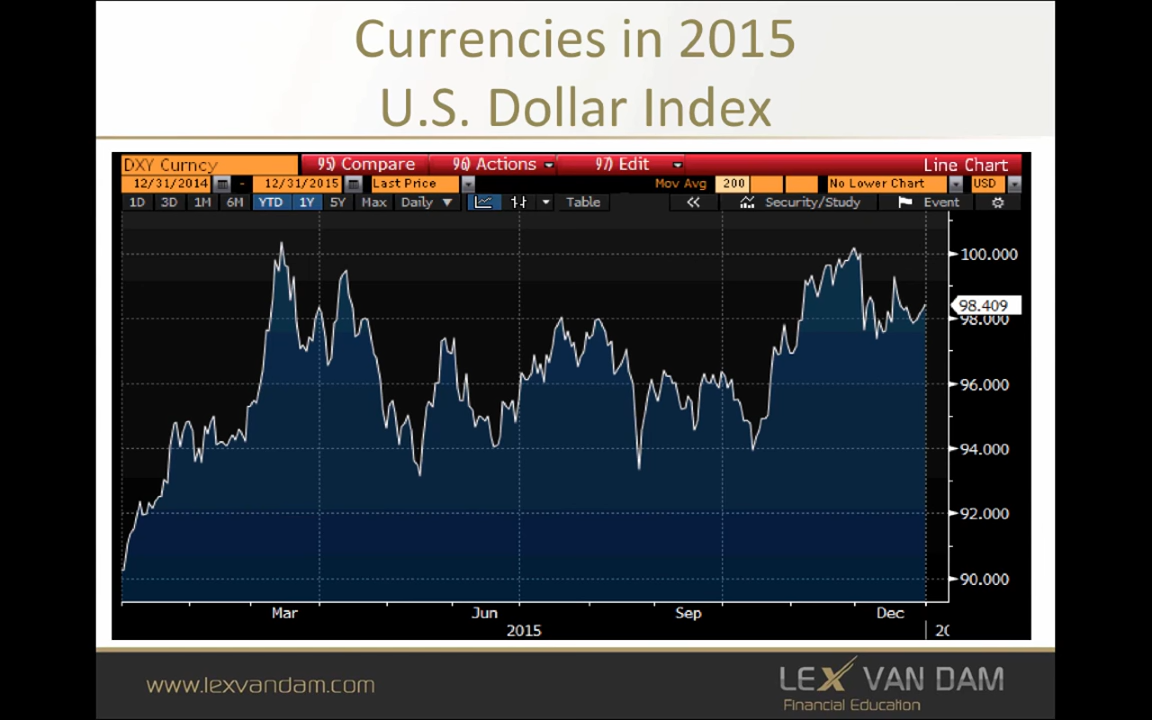 Currencies in 2015
U.S. Dollar Index
DXY Curncy 95) Compare 96) Actions 97) Edit Line Chart
12/31/2014 - 12/31/2015 Last Price Mov Avg 200 No Lower Chart USD
1D 3D 1M 6M YTD 1Y 5Y Max Daily Table « Security/Study Event
100.000
98.409
98.000
96.000
94.000
92.000
90.000
Mar Jun Sep Dec
2015
www.lexvandam.com
LEX VAN DAM
Financial Education